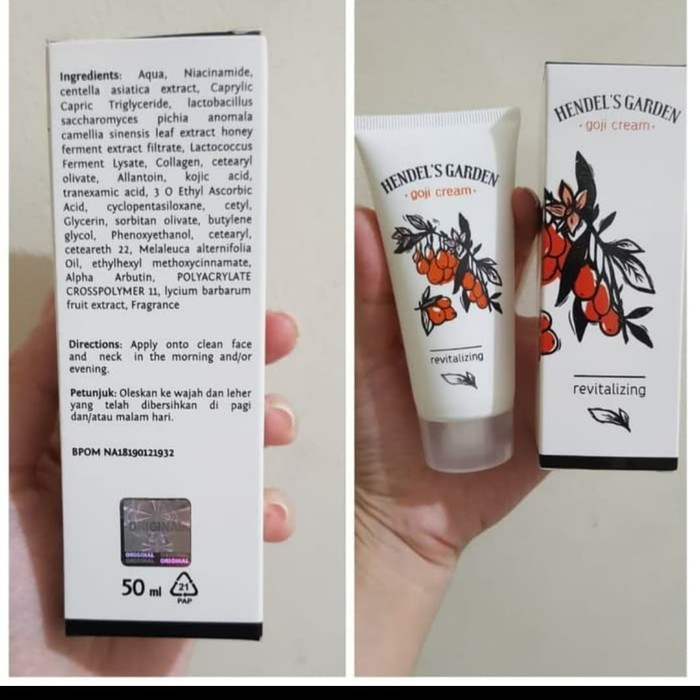 Ingredients: Aqua, Niacinamide,
centella asiatica extract, Caprylic
Capric Triglyceride, lactobacillus
saccharomyces pichia anomala
camellia sinensis leaf extract honey
ferment extract filtrate, Lactococcus
Ferment Lysate, Collagen, cetearyl
olivate, Allantoin, kojic acid,
tranexamic acid, 3 O Ethyl Ascorbic
Acid, cyclopentasiloxane, cetyl,
Glycerin, sorbitan olivate, butylene
glycol, Phenoxyethanol, cetearyl,
ceteareth 22, Melaleuca alternifolia
Oil, ethylhexyl methoxycinnamate,
Alpha Arbutin, POLYACRYLATE
CROSSPOLYMER 11, lycium barbarum
fruit extract, Fragrance
Directions: Apply onto clean face
and neck in the morning and/or
evening.
Petunjuk: Oleskan ke wajah dan leher
yang telah dibersihkan di pagi
dan/atau malam hari.
BPOM NA18190121932
ORIGINAL
ORIGINAL
ORIGINAL
50 ml
21
PAP
HENDEL'S GARDEN
· goji cream ·
revitalizing
HENDEL'S GARDEN
· goji cream ·
revitalizing